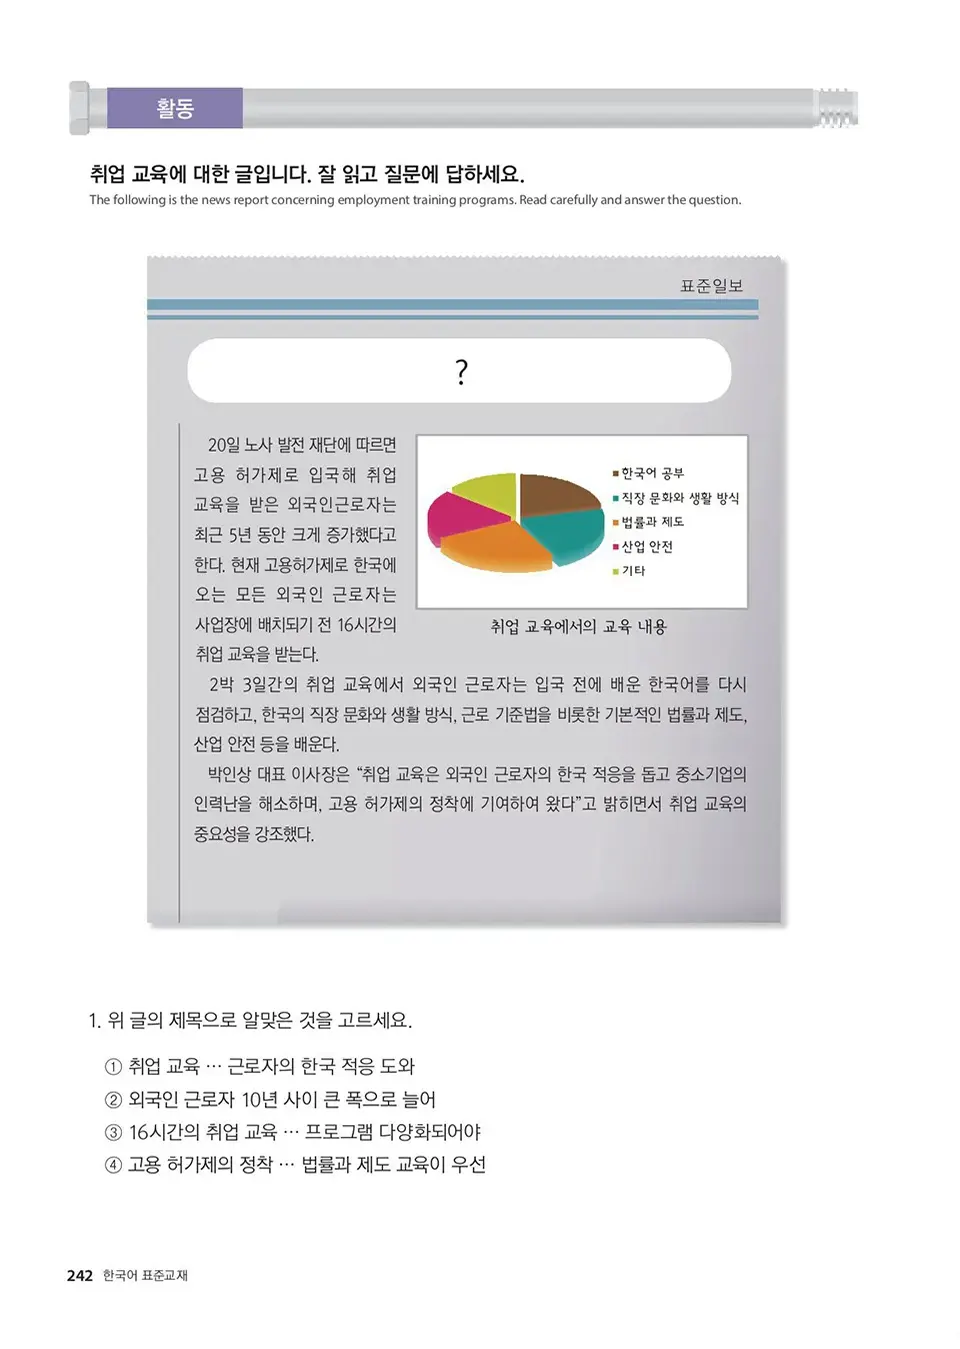 활동
취업 교육에 대한 글입니다. 잘 읽고 질문에 답하세요.
The following is the news report concerning employment training programs. Read carefully and answer the question.
표준일보
?
20일 노사 발전 재단에 따르면
고용 허가제로 입국해 취업
교육을 받은 외국인근로자는
최근 5년 동안 크게 증가했다고
한다. 현재 고용허가제로 한국에
오는 모든 외국인 근로자는
사업장에 배치되기 전 16시간의
취업 교육을 받는다.
한국어 공부
직장 문화와 생활 방식
법률과 제도
산업 안전
기타
취업 교육에서의 교육 내용
2박 3일간의 취업 교육에서 외국인 근로자는 입국 전에 배운 한국어를 다시
점검하고, 한국의 직장 문화와 생활 방식, 근로 기준법을 비롯한 기본적인 법률과 제도,
산업 안전 등을 배운다.
박인상 대표 이사장은 “취업 교육은 외국인 근로자의 한국 적응을 돕고 중소기업의
인력난을 해소하며, 고용 허가제의 정착에 기여하여 왔다”고 밝히면서 취업 교육의
중요성을 강조했다.
1. 위 글의 제목으로 알맞은 것을 고르세요.
① 취업 교육 … 근로자의 한국 적응 도와
② 외국인 근로자 10년 사이 큰 폭으로 늘어
③ 16시간의 취업 교육 … 프로그램 다양화되어야
④ 고용 허가제의 정착 … 법률과 제도 교육이 우선
242 한국어 표준교재